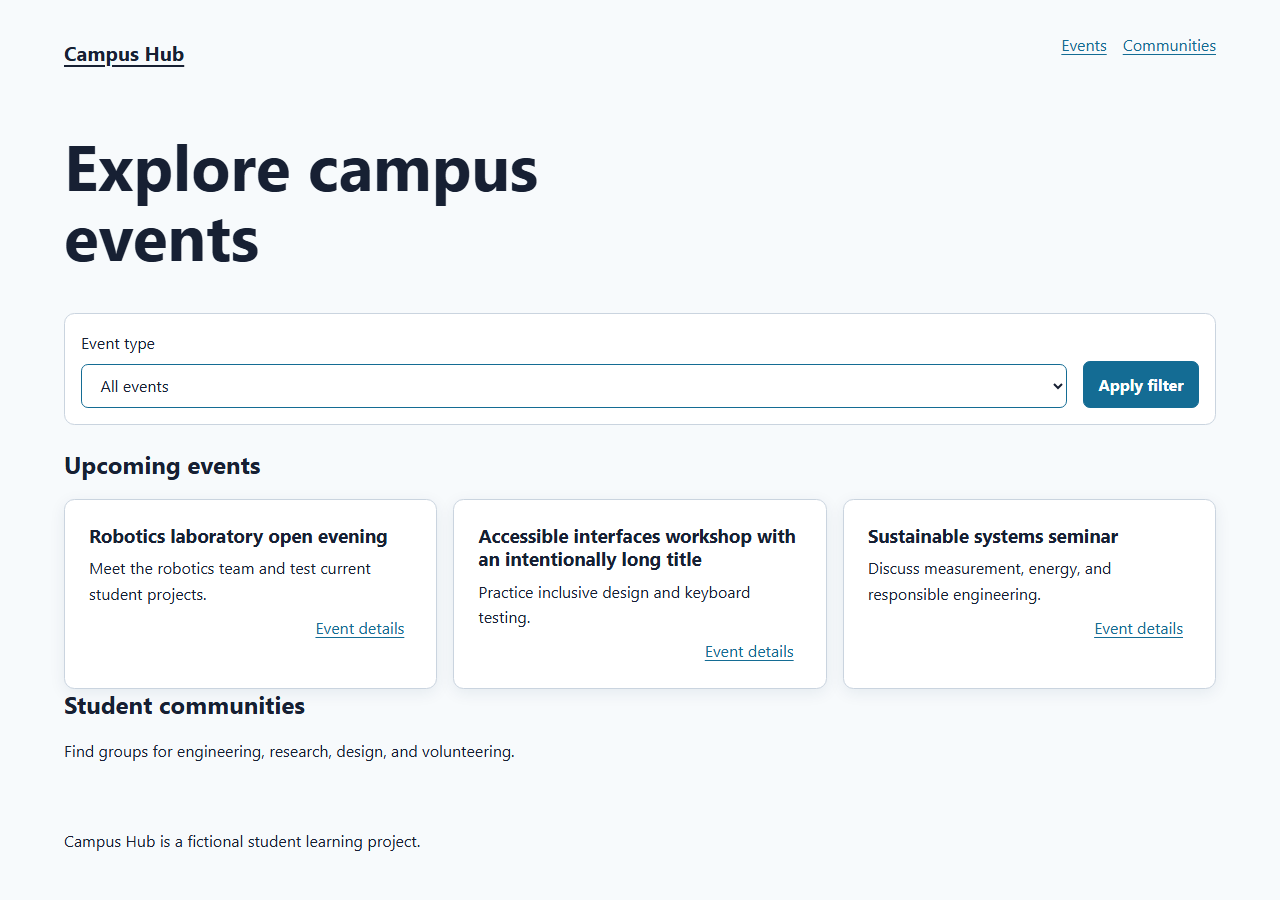 Campus Hub
Events Communities
Explore campus
events
Event type
All events
Apply filter
Upcoming events
Robotics laboratory open evening
Meet the robotics team and test current
student projects.
Event details
Accessible interfaces workshop with
an intentionally long title
Practice inclusive design and keyboard
testing.
Event details
Sustainable systems seminar
Discuss measurement, energy, and
responsible engineering.
Event details
Student communities
Find groups for engineering, research, design, and volunteering.
Campus Hub is a fictional student learning project.